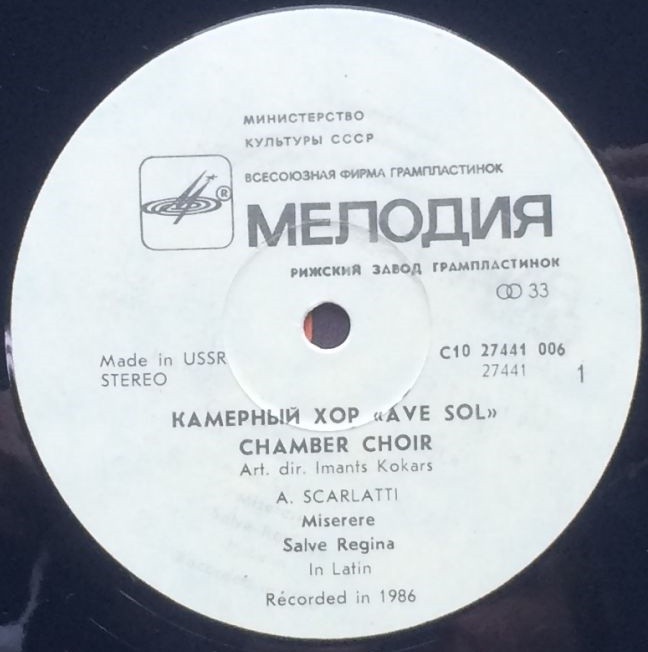 МИНИСТЕРСТВО
КУЛЬТУРЫ СССР
ВСЕСОЮЗНАЯ ФИРМА ГРАМПЛАСТИНОК
®
МЕЛОДИЯ
РИЖСКИЙ ЗАВОД ГРАМПЛАСТИНОК
33
Made in USSR
STEREO
С10 27441 006
27441
1
КАМЕРНЫЙ ХОР «AVE SOL»
CHAMBER CHOIR
Art. dir. Imants Kokars
A. SCARLATTI
Miserere
Salve Regina
In Latin
Recorded in 1986